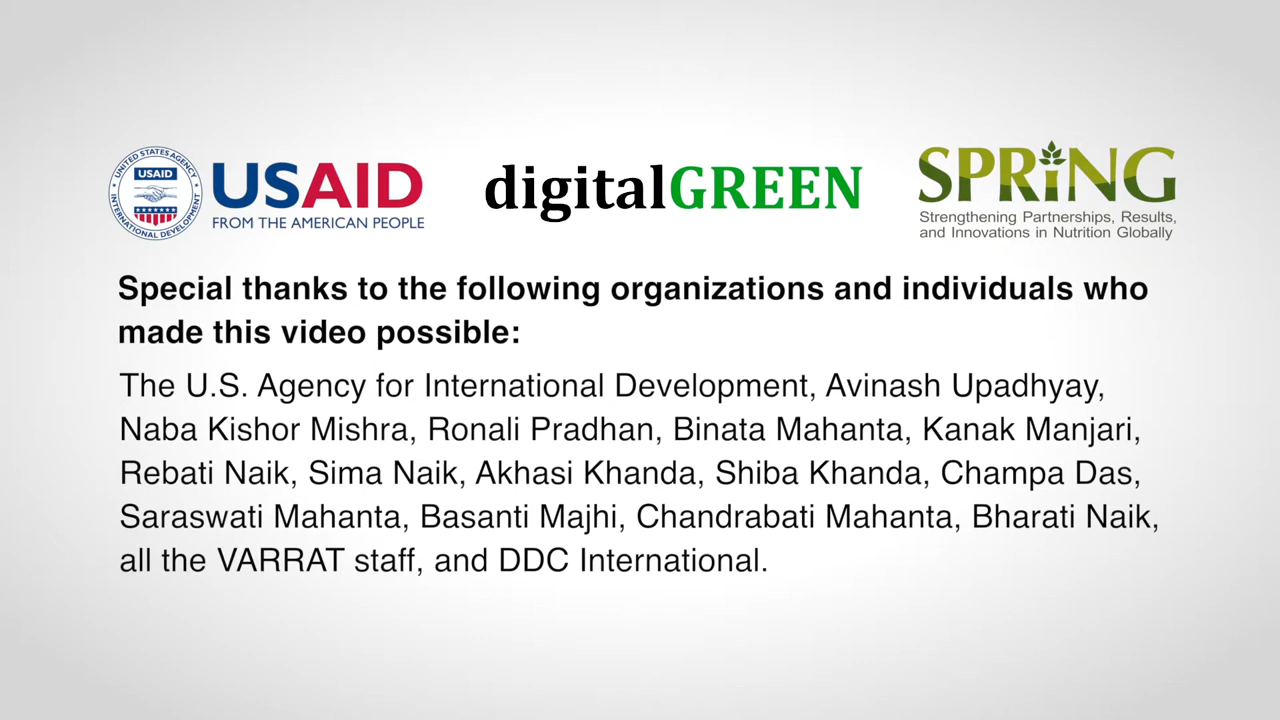 UNITED STATES AGENCY
USAID
INTERNATIONAL DEVELOPMENT
USAID
FROM THE AMERICAN PEOPLE
digitalGREEN
SPRING
Strengthening Partnerships, Results,
and Innovations in Nutrition Globally
Special thanks to the following organizations and individuals who
made this video possible:
The U.S. Agency for International Development, Avinash Upadhyay,
Naba Kishor Mishra, Ronali Pradhan, Binata Mahanta, Kanak Manjari,
Rebati Naik, Sima Naik, Akhasi Khanda, Shiba Khanda, Champa Das,
Saraswati Mahanta, Basanti Majhi, Chandrabati Mahanta, Bharati Naik,
all the VARRAT staff, and DDC International.